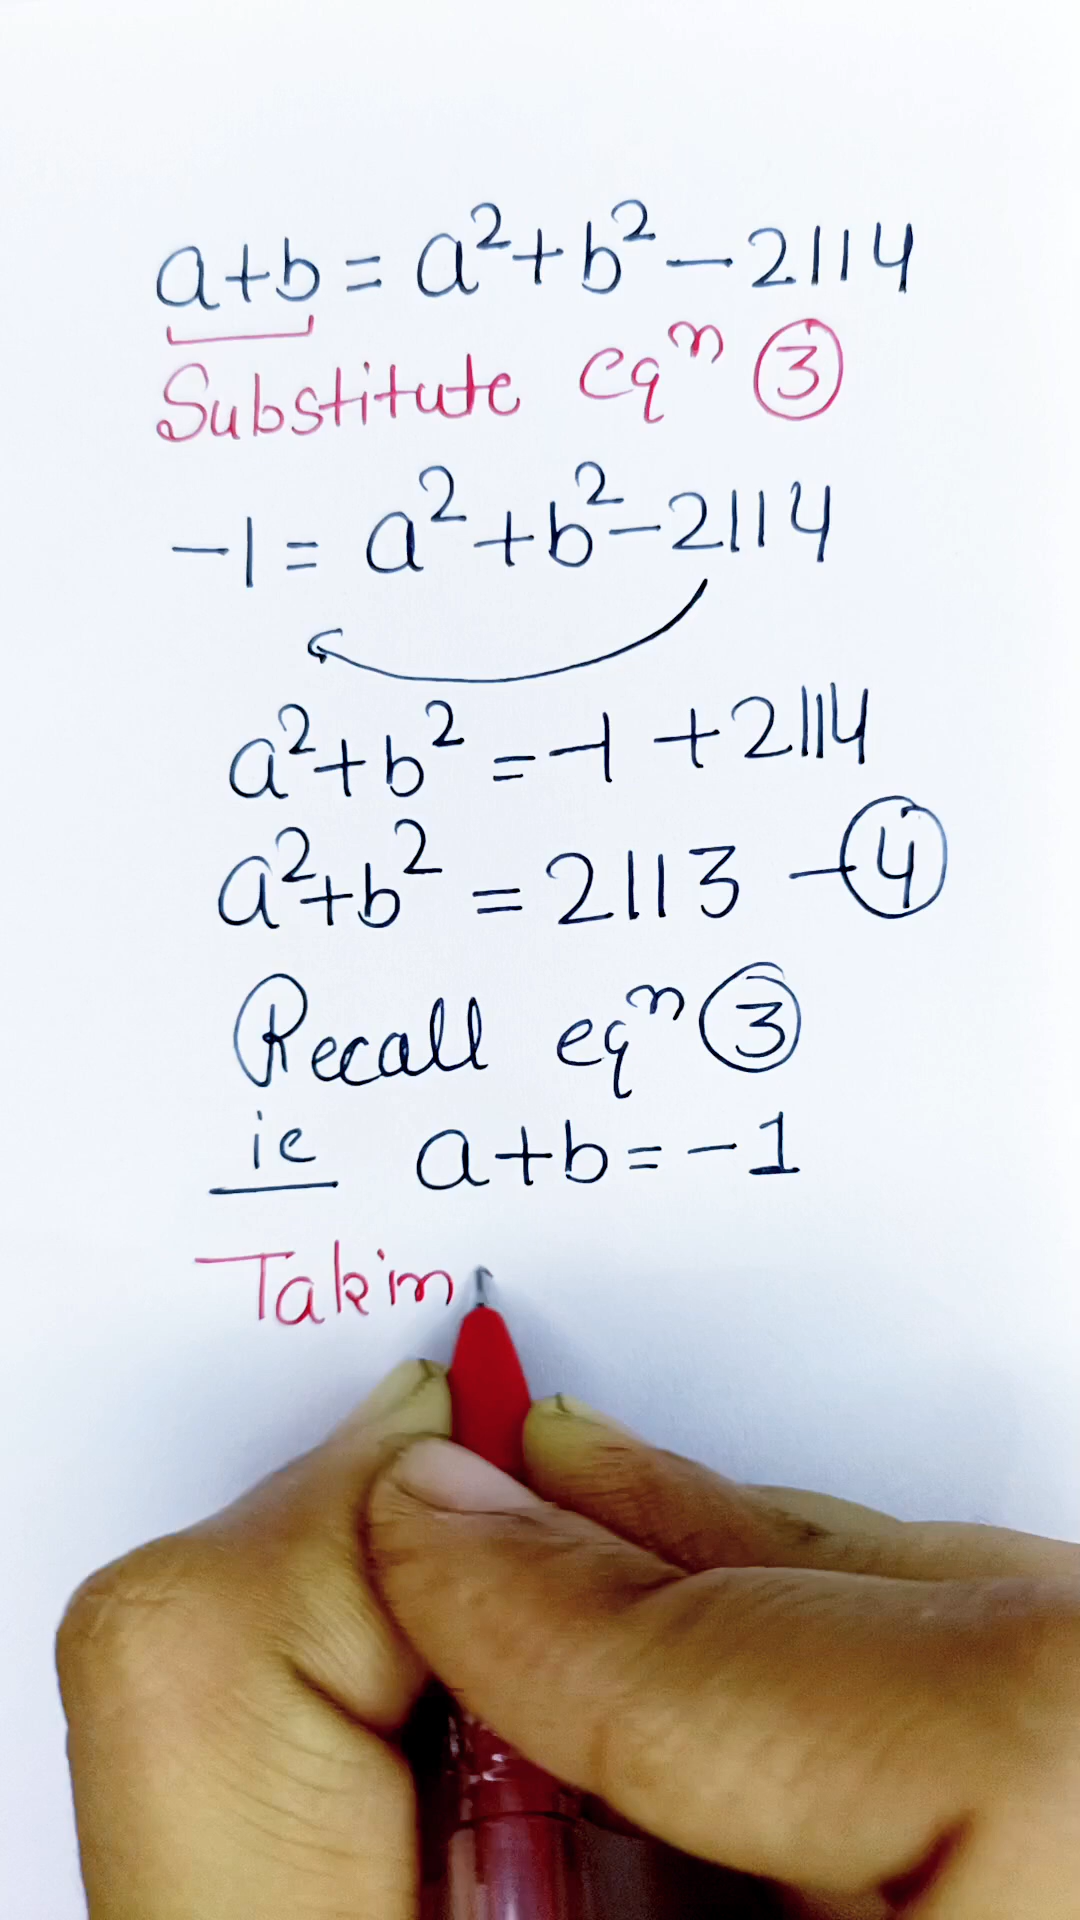 a+b = a²+b² – 2114
Substitute eqⁿ ③
–1 = a²+b²–2114
a²+b² = –1 +2114
a²+b² = 2113 –④
Recall eqⁿ ③
ie a+b = –1
Takin